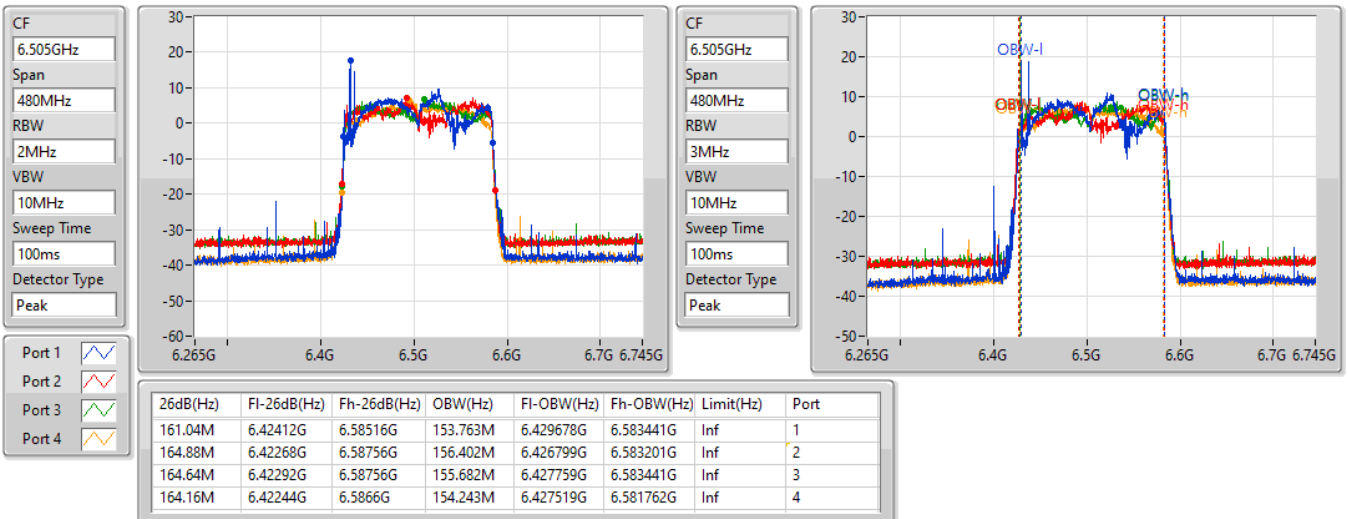 CF
6.505GHz
Span
480MHz
RBW
2MHz
VBW
10MHz
Sweep Time
100ms
Detector Type
Peak
30
20
10
0
-10
-20
-30
-40
-50
-60
6.265G 6.4G 6.5G 6.6G 6.7G 6.745G
CF
6.505GHz
Span
480MHz
RBW
3MHz
VBW
10MHz
Sweep Time
100ms
Detector Type
Peak
30
20
10
0
-10
-20
-30
-40
-50
6.265G 6.4G 6.5G 6.6G 6.7G 6.745G
OBW-l
OBW-l
OBW-h
OBW-h
Port 1
Port 2
Port 3
Port 4
26dB(Hz) Fl-26dB(Hz) Fh-26dB(Hz) OBW(Hz) Fl-OBW(Hz) Fh-OBW(Hz) Limit(Hz) Port
161.04M 6.42412G 6.58516G 153.763M 6.429678G 6.583441G Inf 1
164.88M 6.42268G 6.58756G 156.402M 6.426799G 6.583201G Inf 2
164.64M 6.42292G 6.58756G 155.682M 6.427759G 6.583441G Inf 3
164.16M 6.42244G 6.5866G 154.243M 6.427519G 6.581762G Inf 4